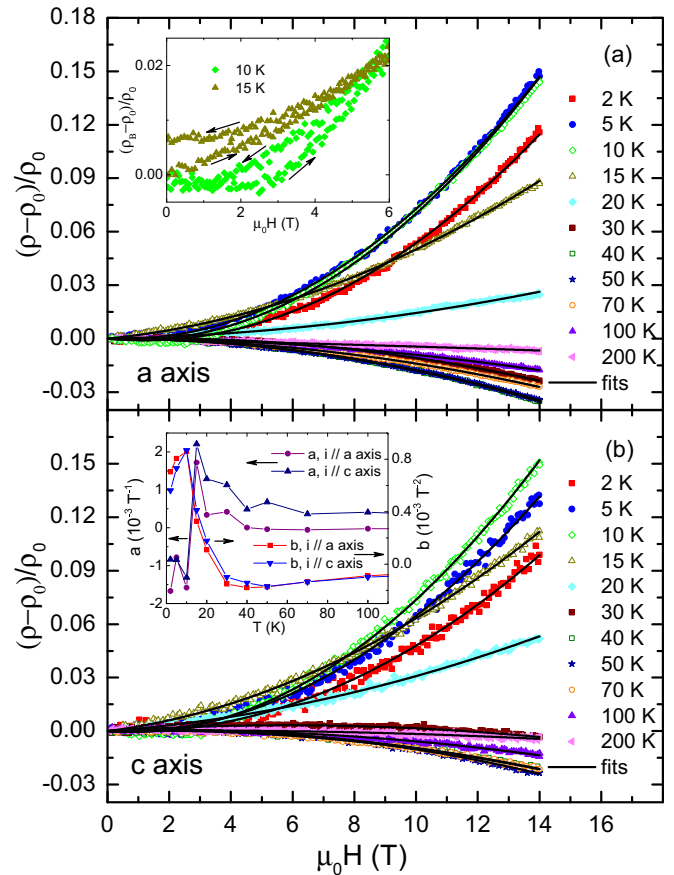 (a)
0.15
0.12
0.09
0.06
0.03
0.00
-0.03
(ρ−ρ₀)/ρ₀
a axis
2 K
5 K
10 K
15 K
20 K
30 K
40 K
50 K
70 K
100 K
200 K
fits
10 K
15 K
0.02
0.00
(ρ_B−ρ₀)/ρ₀
0 2 4 6
μ₀H (T)
(b)
0.15
0.12
0.09
0.06
0.03
0.00
-0.03
(ρ−ρ₀)/ρ₀
c axis
2 K
5 K
10 K
15 K
20 K
30 K
40 K
50 K
70 K
100 K
200 K
fits
a, i // a axis
a, i // c axis
b, i // a axis
b, i // c axis
2
1
0
-1
-2
a (10⁻³ T⁻¹)
0.8
0.4
0.0
b (10⁻³ T⁻²)
0 20 40 60 80 100
T (K)
0 2 4 6 8 10 12 14 16
μ₀H (T)